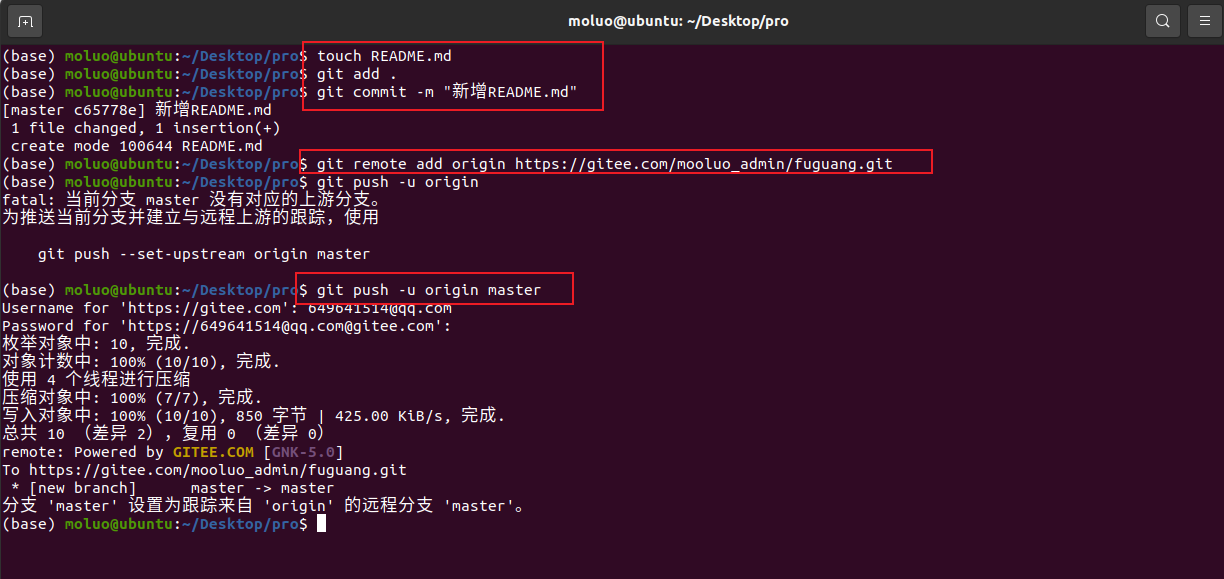 moluo@ubuntu: ~/Desktop/pro
(base) moluo@ubuntu:~/Desktop/pro$ touch README.md
(base) moluo@ubuntu:~/Desktop/pro$ git add .
(base) moluo@ubuntu:~/Desktop/pro$ git commit -m "新增README.md"
[master c65778e] 新增README.md
 1 file changed, 1 insertion(+)
 create mode 100644 README.md
(base) moluo@ubuntu:~/Desktop/pro$ git remote add origin https://gitee.com/mooluo_admin/fuguang.git
(base) moluo@ubuntu:~/Desktop/pro$ git push -u origin
fatal: 当前分支 master 没有对应的上游分支。
为推送当前分支并建立与远程上游的跟踪，使用
    git push --set-upstream origin master
(base) moluo@ubuntu:~/Desktop/pro$ git push -u origin master
Username for 'https://gitee.com': 649641514@qq.com
Password for 'https://649641514@qq.com@gitee.com':
枚举对象中: 10, 完成.
对象计数中: 100% (10/10), 完成.
使用 4 个线程进行压缩
压缩对象中: 100% (7/7), 完成.
写入对象中: 100% (10/10), 850 字节 | 425.00 KiB/s, 完成.
总共 10 （差异 2），复用 0 （差异 0）
remote: Powered by GITEE.COM [GNK-5.0]
To https://gitee.com/mooluo_admin/fuguang.git
 * [new branch]      master -> master
分支 'master' 设置为跟踪来自 'origin' 的远程分支 'master'。
(base) moluo@ubuntu:~/Desktop/pro$